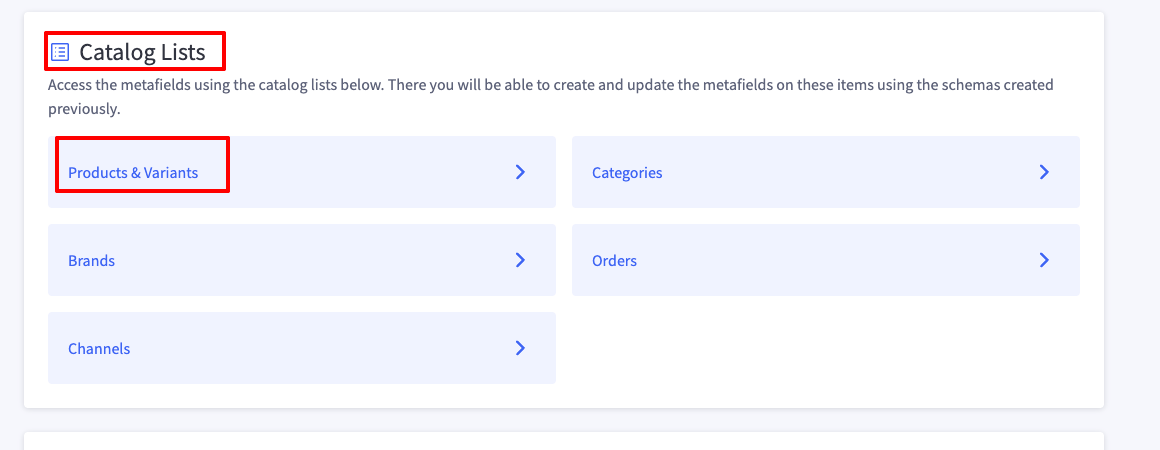 Catalog Lists
Access the metafields using the catalog lists below. There you will be able to create and update the metafields on these items using the schemas created
previously.
Products & Variants
Categories
Brands
Orders
Channels